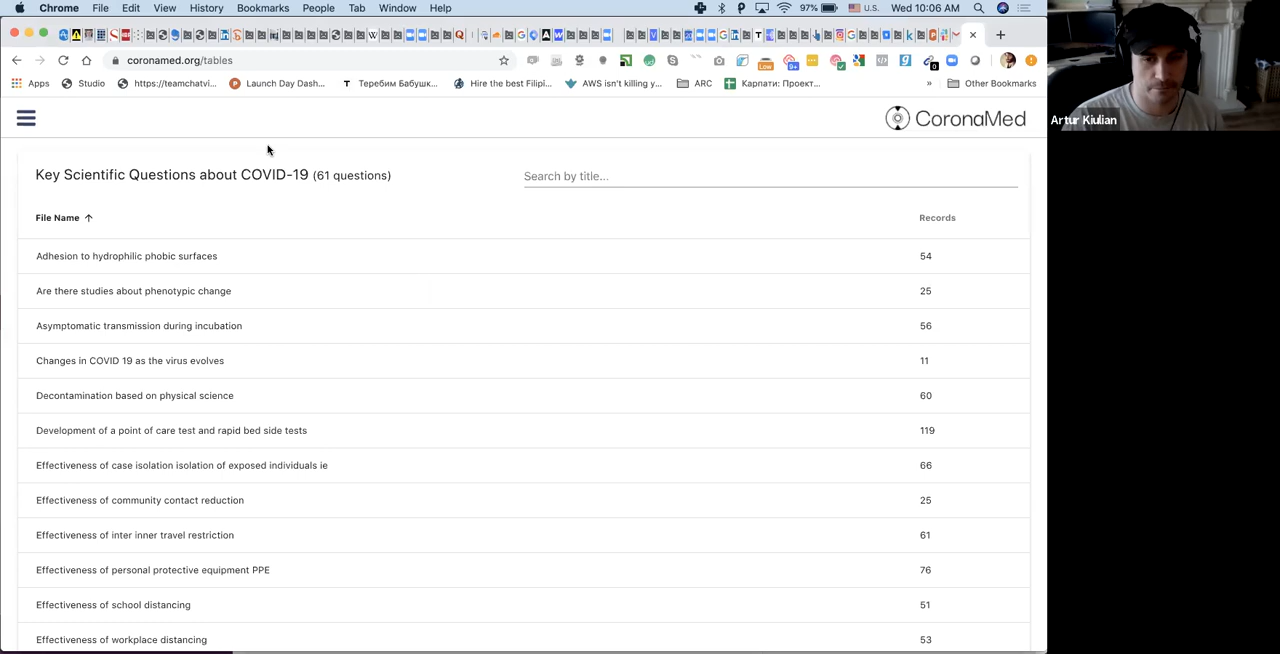 Chrome File Edit View History Bookmarks People Tab Window Help 97% U.S. Wed 10:06 AM
coronamed.org/tables
Apps Studio https://teamchatvi... Launch Day Dash... Теребим Бабушк... Hire the best Filipi... AWS isn't killing y... ARC Карпати: Проект... » Other Bookmarks
Artur Kiulian
CoronaMed
Key Scientific Questions about COVID-19 (61 questions) Search by title...
File Name Records
Adhesion to hydrophilic phobic surfaces 54
Are there studies about phenotypic change 25
Asymptomatic transmission during incubation 56
Changes in COVID 19 as the virus evolves 11
Decontamination based on physical science 60
Development of a point of care test and rapid bed side tests 119
Effectiveness of case isolation isolation of exposed individuals ie 66
Effectiveness of community contact reduction 25
Effectiveness of inter inner travel restriction 61
Effectiveness of personal protective equipment PPE 76
Effectiveness of school distancing 51
Effectiveness of workplace distancing 53